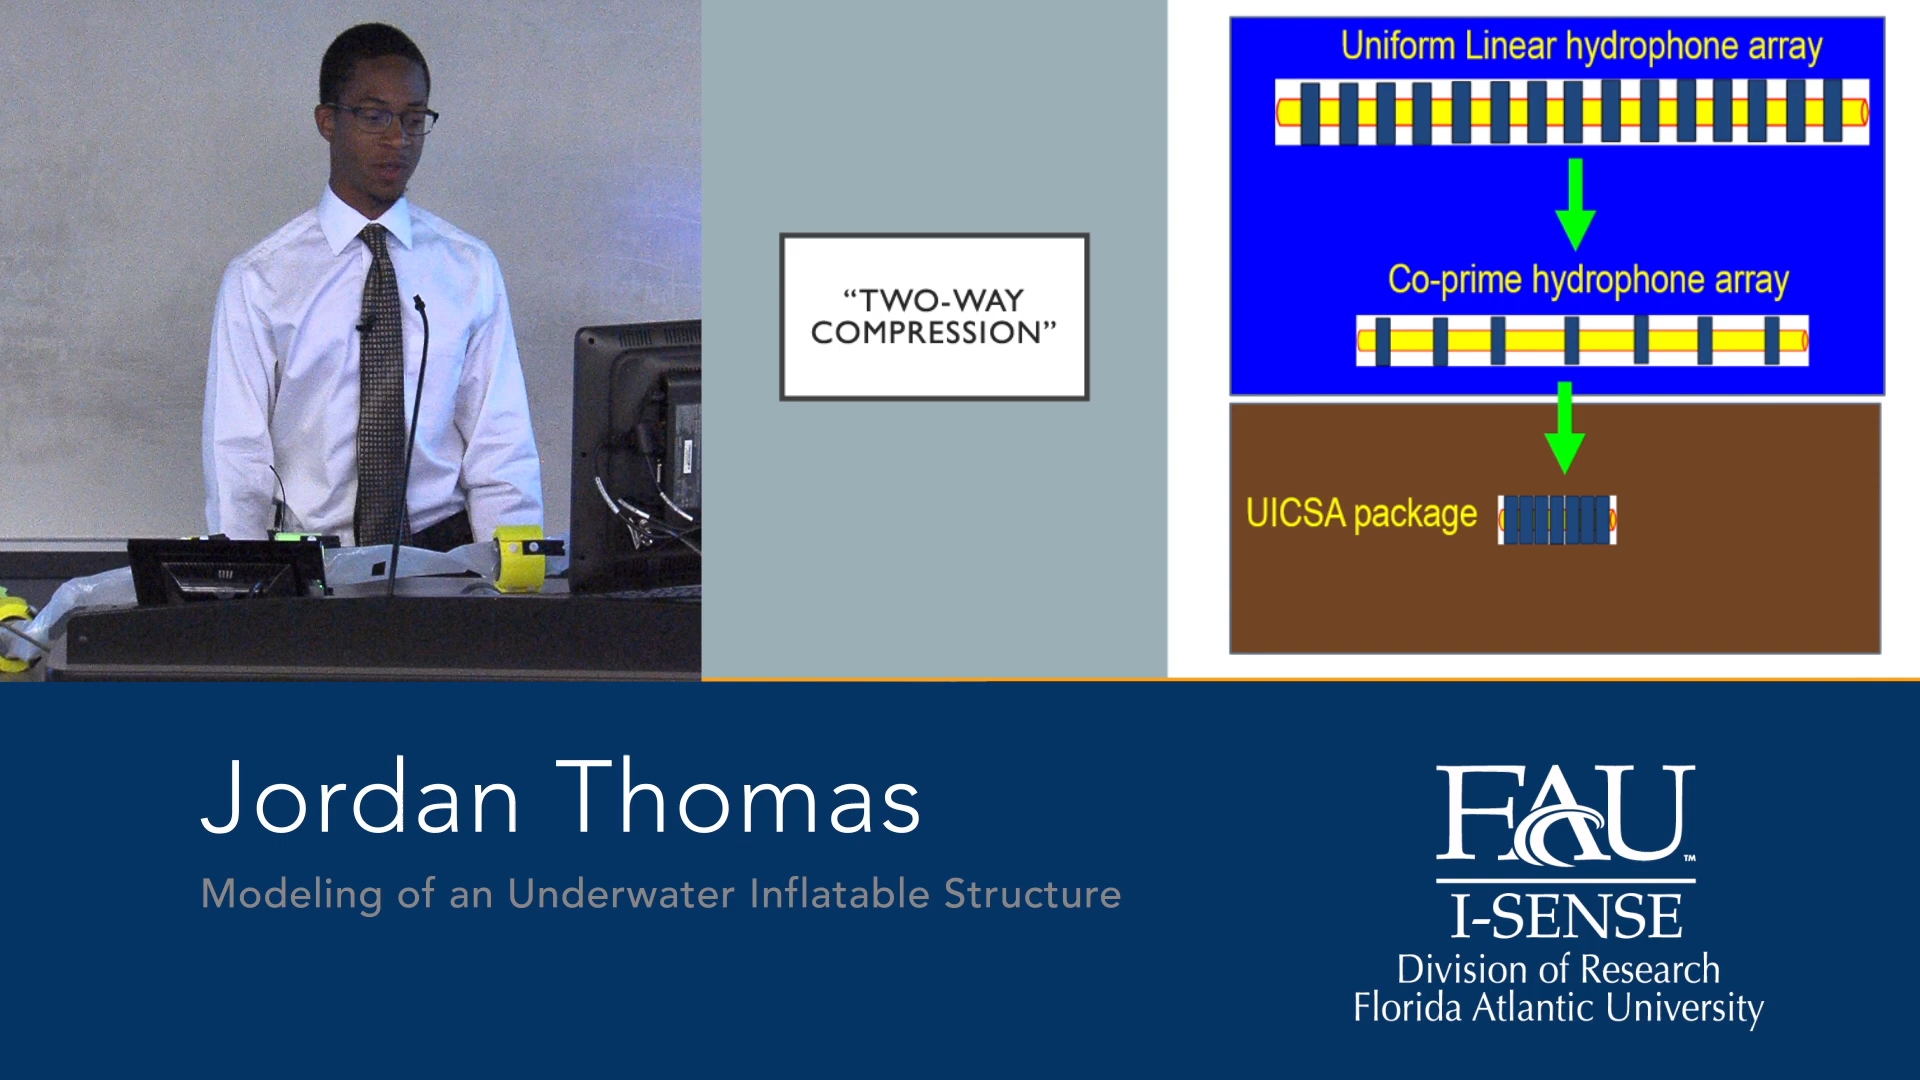 “TWO-WAY
COMPRESSION”
Uniform Linear hydrophone array
Co-prime hydrophone array
UICSA package
Jordan Thomas
Modeling of an Underwater Inflatable Structure
FAU™
I-SENSE
Division of Research
Florida Atlantic University